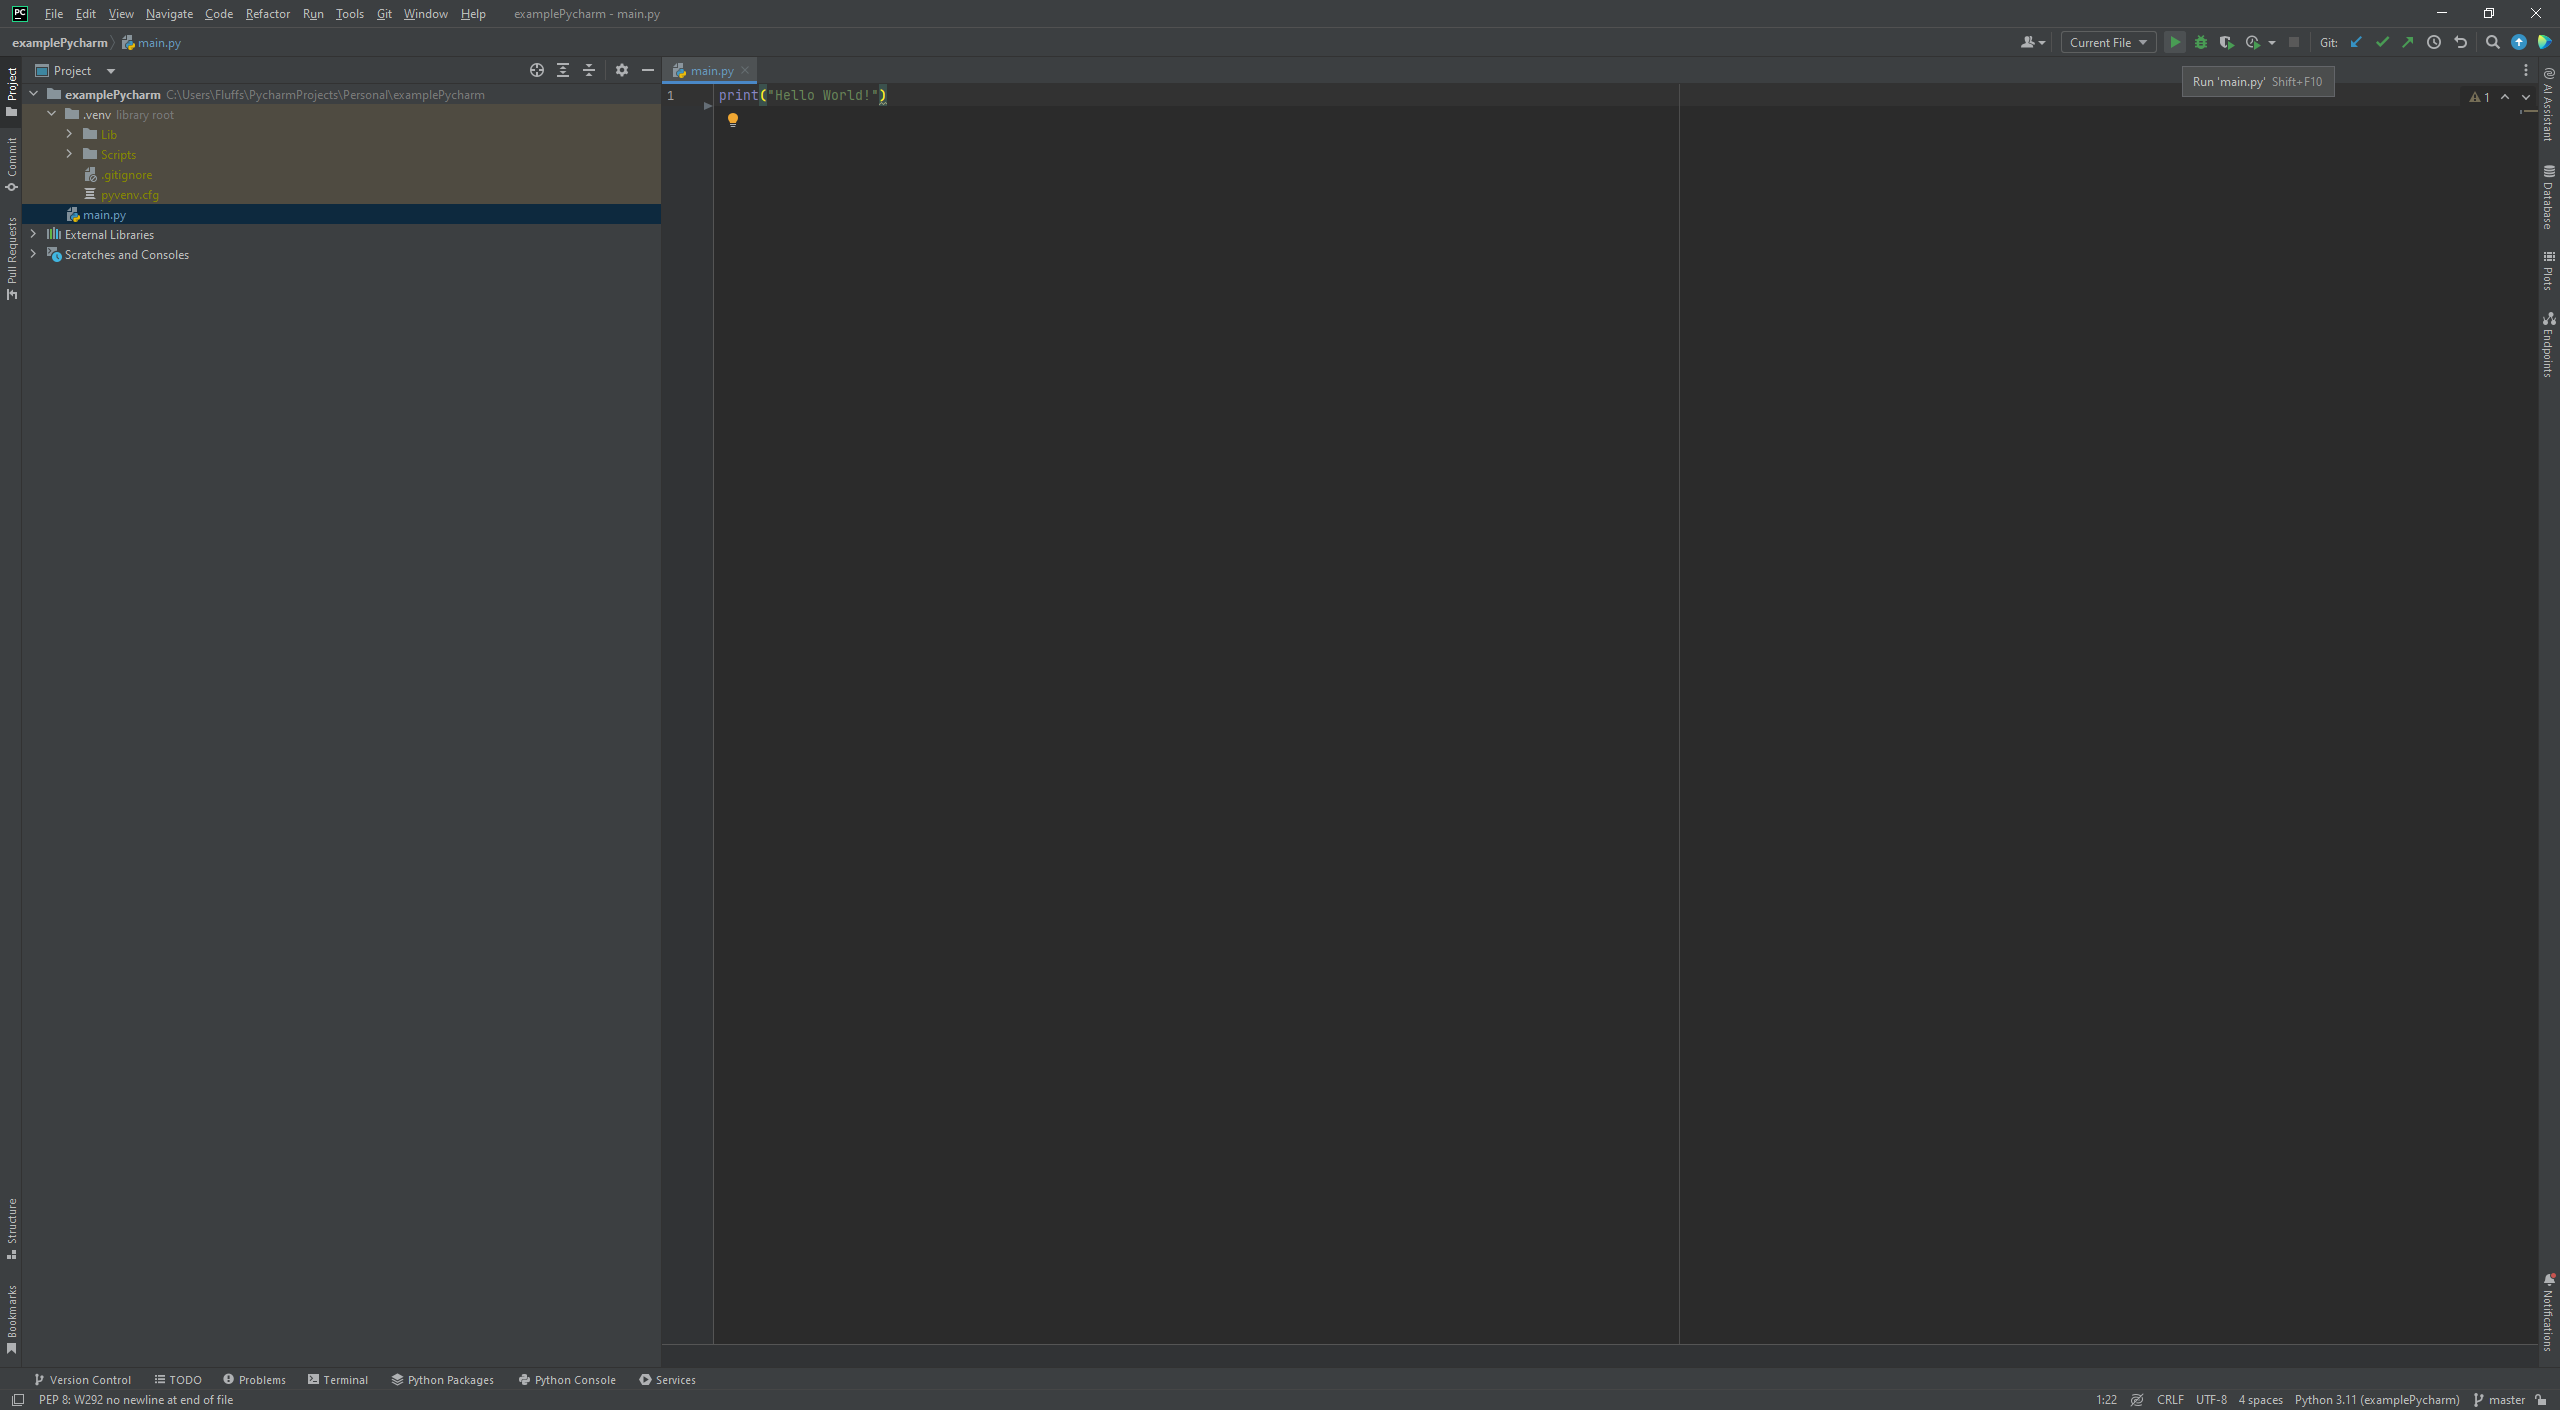 PC File Edit View Navigate Code Refactor Run Tools Git Window Help examplePycharm - main.py
examplePycharm main.py
Current File Git:
Project
main.py
Run 'main.py' Shift+F10
examplePycharm C:\Users\Fluffs\PycharmProjects\Personal\examplePycharm
.venv library root
Lib
Scripts
.gitignore
pyvenv.cfg
main.py
External Libraries
Scratches and Consoles
1 print("Hello World!")
1
Project
Commit
Pull Requests
Structure
Bookmarks
AI Assistant
Database
Plots
Endpoints
Notifications
Version Control TODO Problems Terminal Python Packages Python Console Services
PEP 8: W292 no newline at end of file
1:22 CRLF UTF-8 4 spaces Python 3.11 (examplePycharm) master